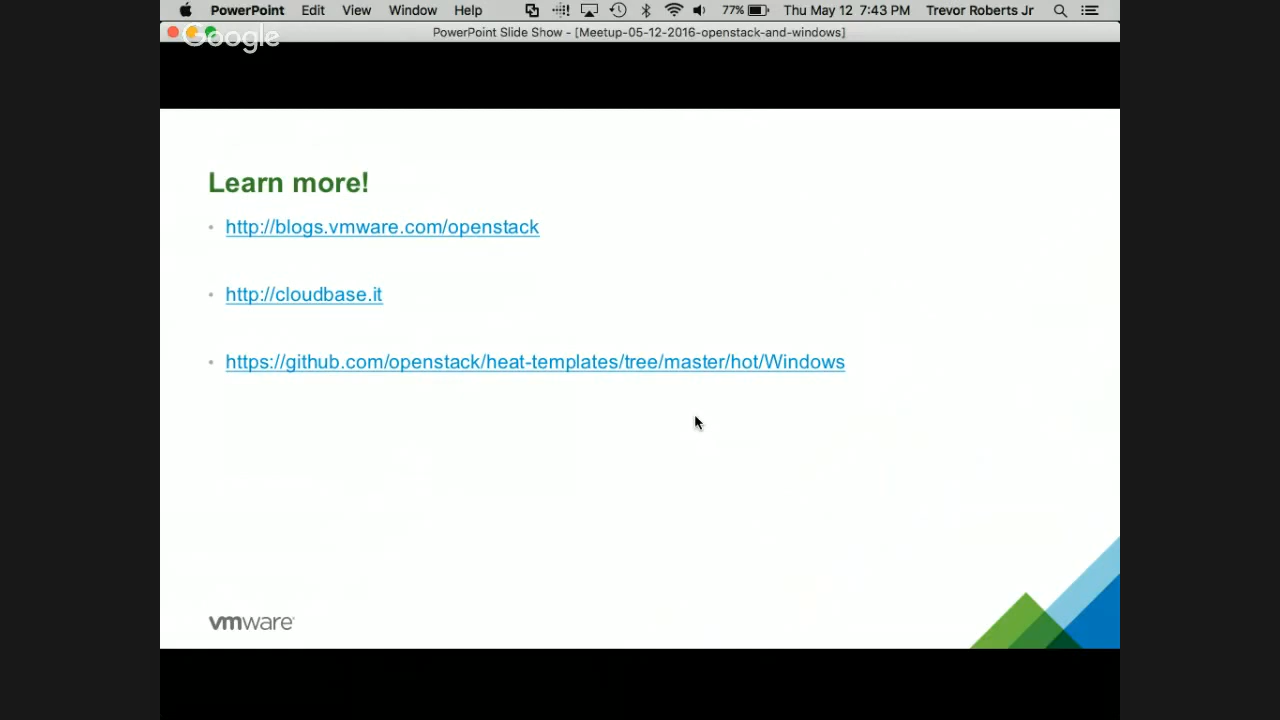 PowerPoint Edit View Window Help 77% Thu May 12 7:43 PM Trevor Roberts Jr
PowerPoint Slide Show - [Meetup-05-12-2016-openstack-and-windows]
Google
Learn more!
• http://blogs.vmware.com/openstack
• http://cloudbase.it
• https://github.com/openstack/heat-templates/tree/master/hot/Windows
vmware